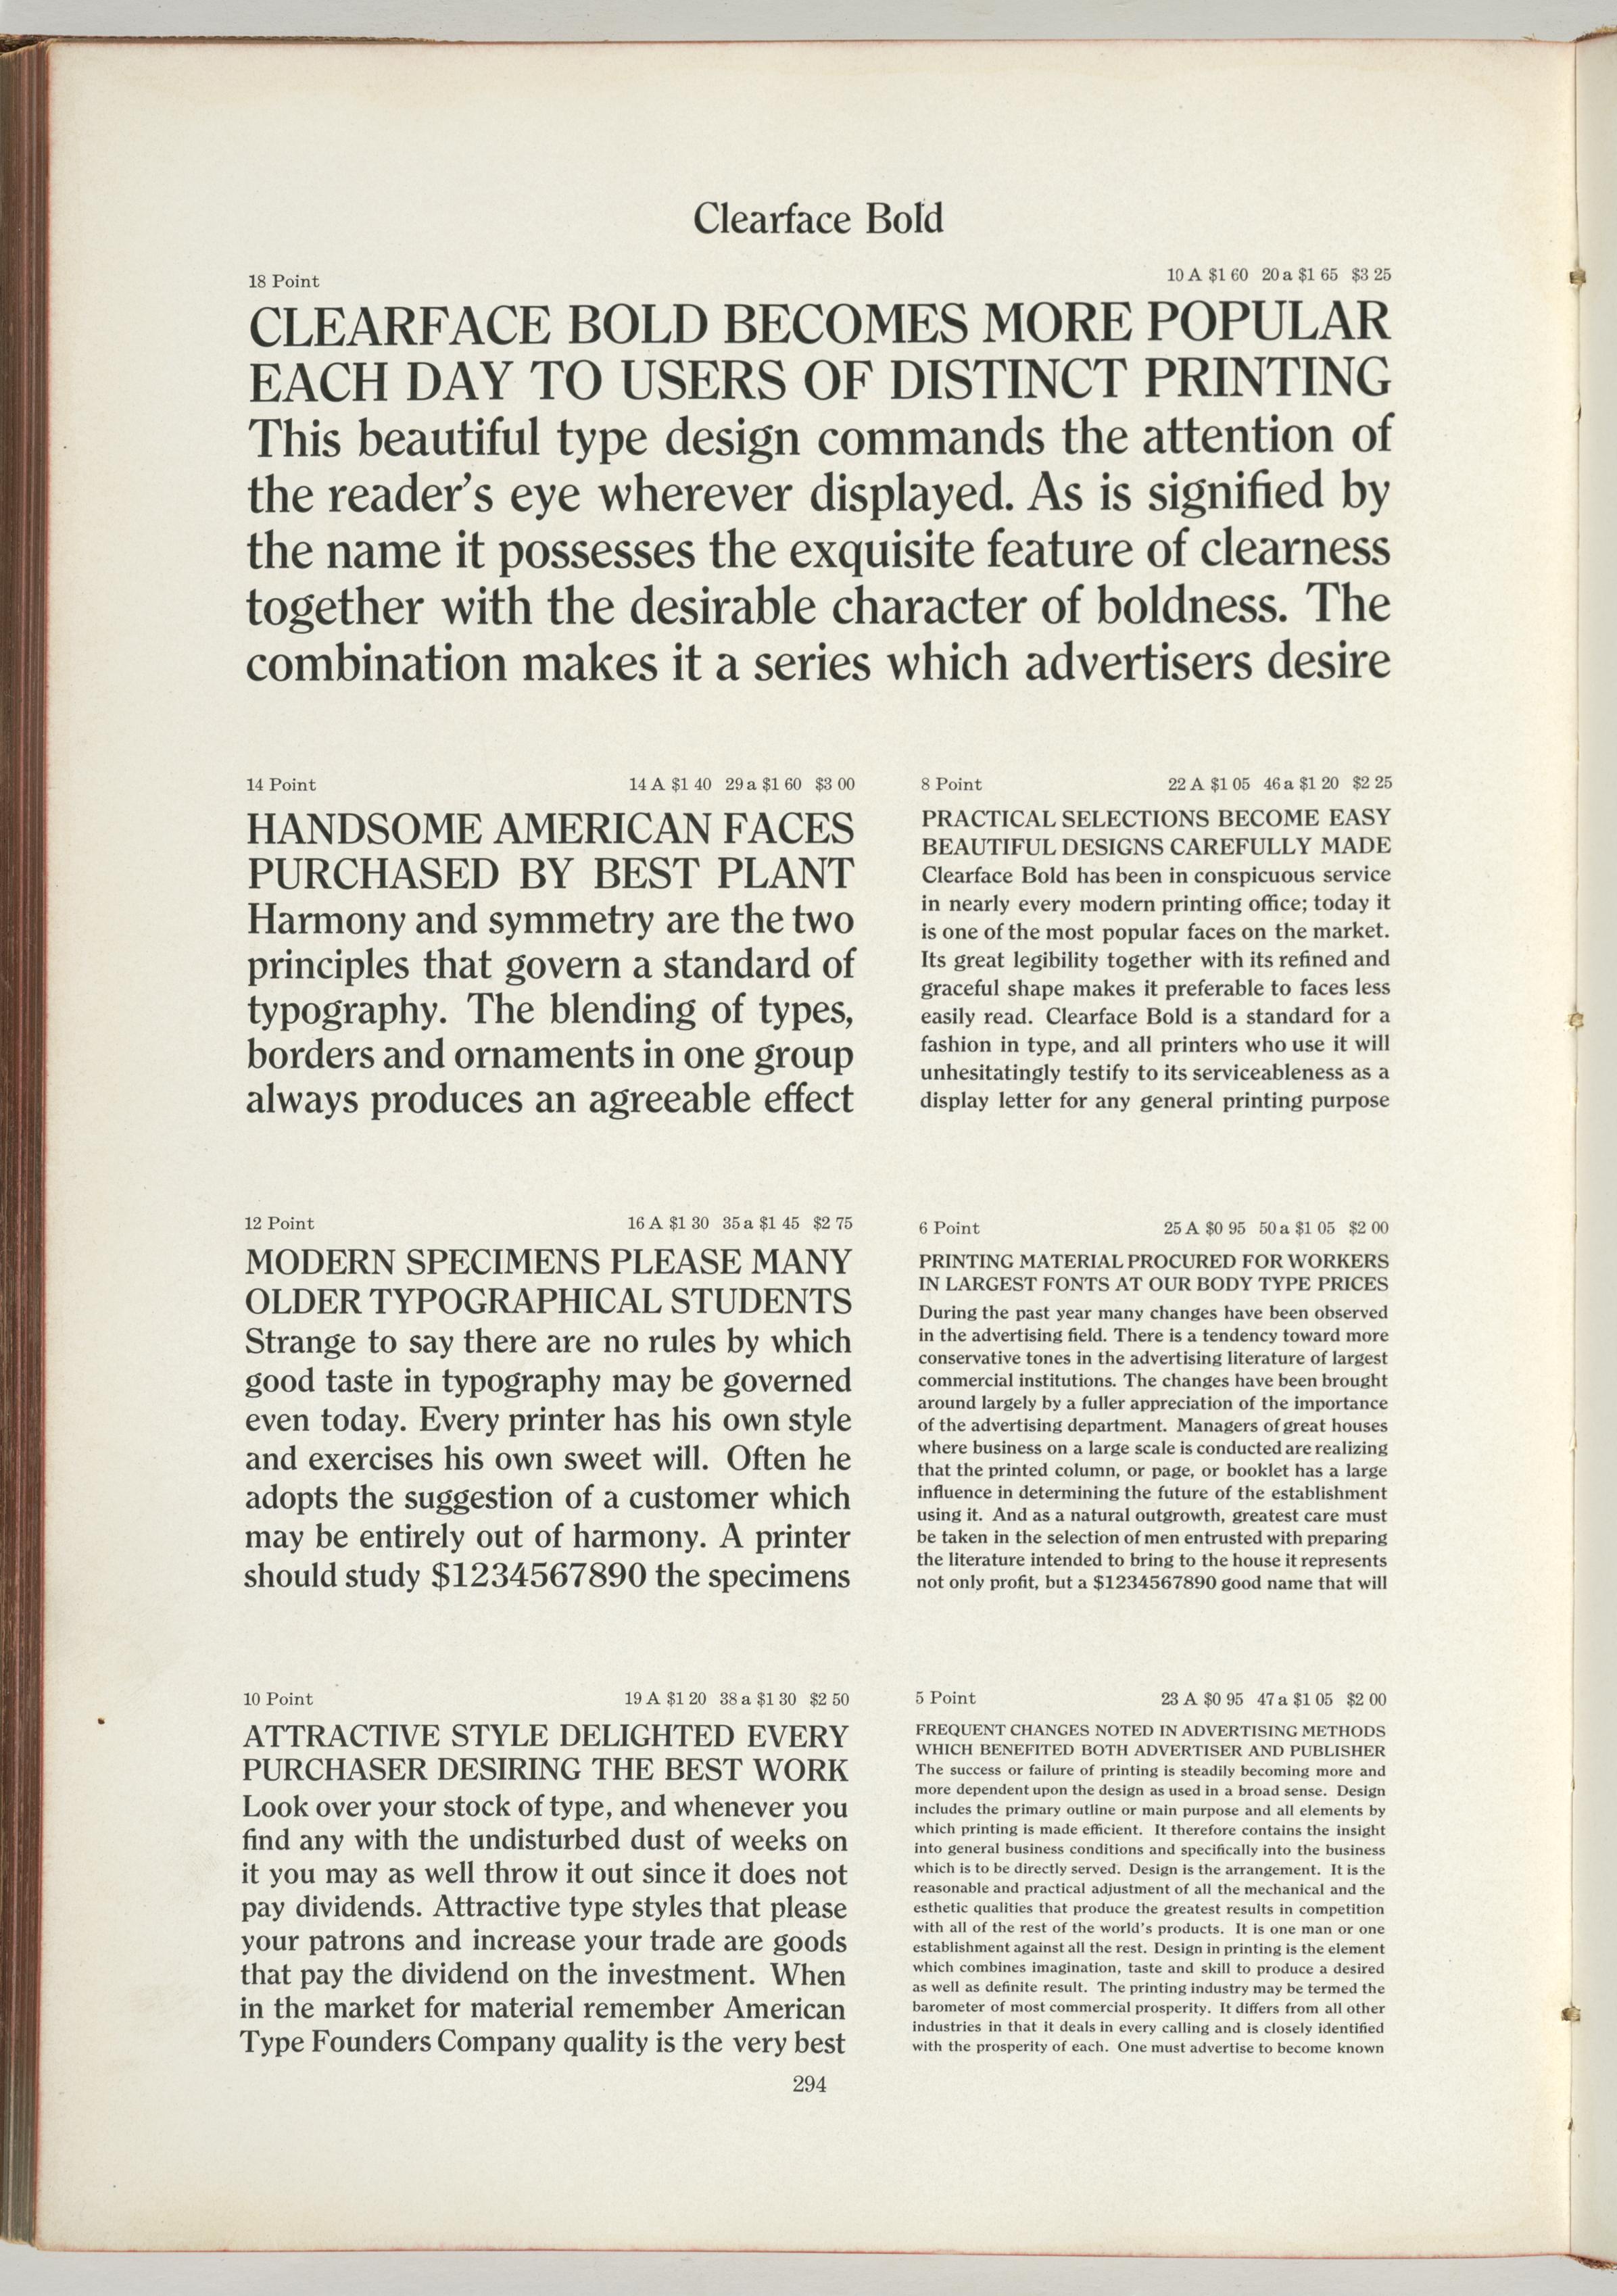 Clearface Bold
18 Point 10 A $1 60 20 a $1 65 $3 25
CLEARFACE BOLD BECOMES MORE POPULAR
EACH DAY TO USERS OF DISTINCT PRINTING
This beautiful type design commands the attention of
the reader's eye wherever displayed. As is signified by
the name it possesses the exquisite feature of clearness
together with the desirable character of boldness. The
combination makes it a series which advertisers desire
14 Point 14 A $1 40 29 a $1 60 $3 00
HANDSOME AMERICAN FACES
PURCHASED BY BEST PLANT
Harmony and symmetry are the two
principles that govern a standard of
typography. The blending of types,
borders and ornaments in one group
always produces an agreeable effect
12 Point 16 A $1 30 35 a $1 45 $2 75
MODERN SPECIMENS PLEASE MANY
OLDER TYPOGRAPHICAL STUDENTS
Strange to say there are no rules by which
good taste in typography may be governed
even today. Every printer has his own style
and exercises his own sweet will. Often he
adopts the suggestion of a customer which
may be entirely out of harmony. A printer
should study $1234567890 the specimens
10 Point 19 A $1 20 38 a $1 30 $2 50
ATTRACTIVE STYLE DELIGHTED EVERY
PURCHASER DESIRING THE BEST WORK
Look over your stock of type, and whenever you
find any with the undisturbed dust of weeks on
it you may as well throw it out since it does not
pay dividends. Attractive type styles that please
your patrons and increase your trade are goods
that pay the dividend on the investment. When
in the market for material remember American
Type Founders Company quality is the very best
8 Point 22 A $1 05 46 a $1 20 $2 25
PRACTICAL SELECTIONS BECOME EASY
BEAUTIFUL DESIGNS CAREFULLY MADE
Clearface Bold has been in conspicuous service
in nearly every modern printing office; today it
is one of the most popular faces on the market.
Its great legibility together with its refined and
graceful shape makes it preferable to faces less
easily read. Clearface Bold is a standard for a
fashion in type, and all printers who use it will
unhesitatingly testify to its serviceableness as a
display letter for any general printing purpose
6 Point 25 A $0 95 50 a $1 05 $2 00
PRINTING MATERIAL PROCURED FOR WORKERS
IN LARGEST FONTS AT OUR BODY TYPE PRICES
During the past year many changes have been observed
in the advertising field. There is a tendency toward more
conservative tones in the advertising literature of largest
commercial institutions. The changes have been brought
around largely by a fuller appreciation of the importance
of the advertising department. Managers of great houses
where business on a large scale is conducted are realizing
that the printed column, or page, or booklet has a large
influence in determining the future of the establishment
using it. And as a natural outgrowth, greatest care must
be taken in the selection of men entrusted with preparing
the literature intended to bring to the house it represents
not only profit, but a $1234567890 good name that will
5 Point 23 A $0 95 47 a $1 05 $2 00
FREQUENT CHANGES NOTED IN ADVERTISING METHODS
WHICH BENEFITED BOTH ADVERTISER AND PUBLISHER
The success or failure of printing is steadily becoming more and
more dependent upon the design as used in a broad sense. Design
includes the primary outline or main purpose and all elements by
which printing is made efficient. It therefore contains the insight
into general business conditions and specifically into the business
which is to be directly served. Design is the arrangement. It is the
reasonable and practical adjustment of all the mechanical and the
esthetic qualities that produce the greatest results in competition
with all of the rest of the world's products. It is one man or one
establishment against all the rest. Design in printing is the element
which combines imagination, taste and skill to produce a desired
as well as definite result. The printing industry may be termed the
barometer of most commercial prosperity. It differs from all other
industries in that it deals in every calling and is closely identified
with the prosperity of each. One must advertise to become known
294